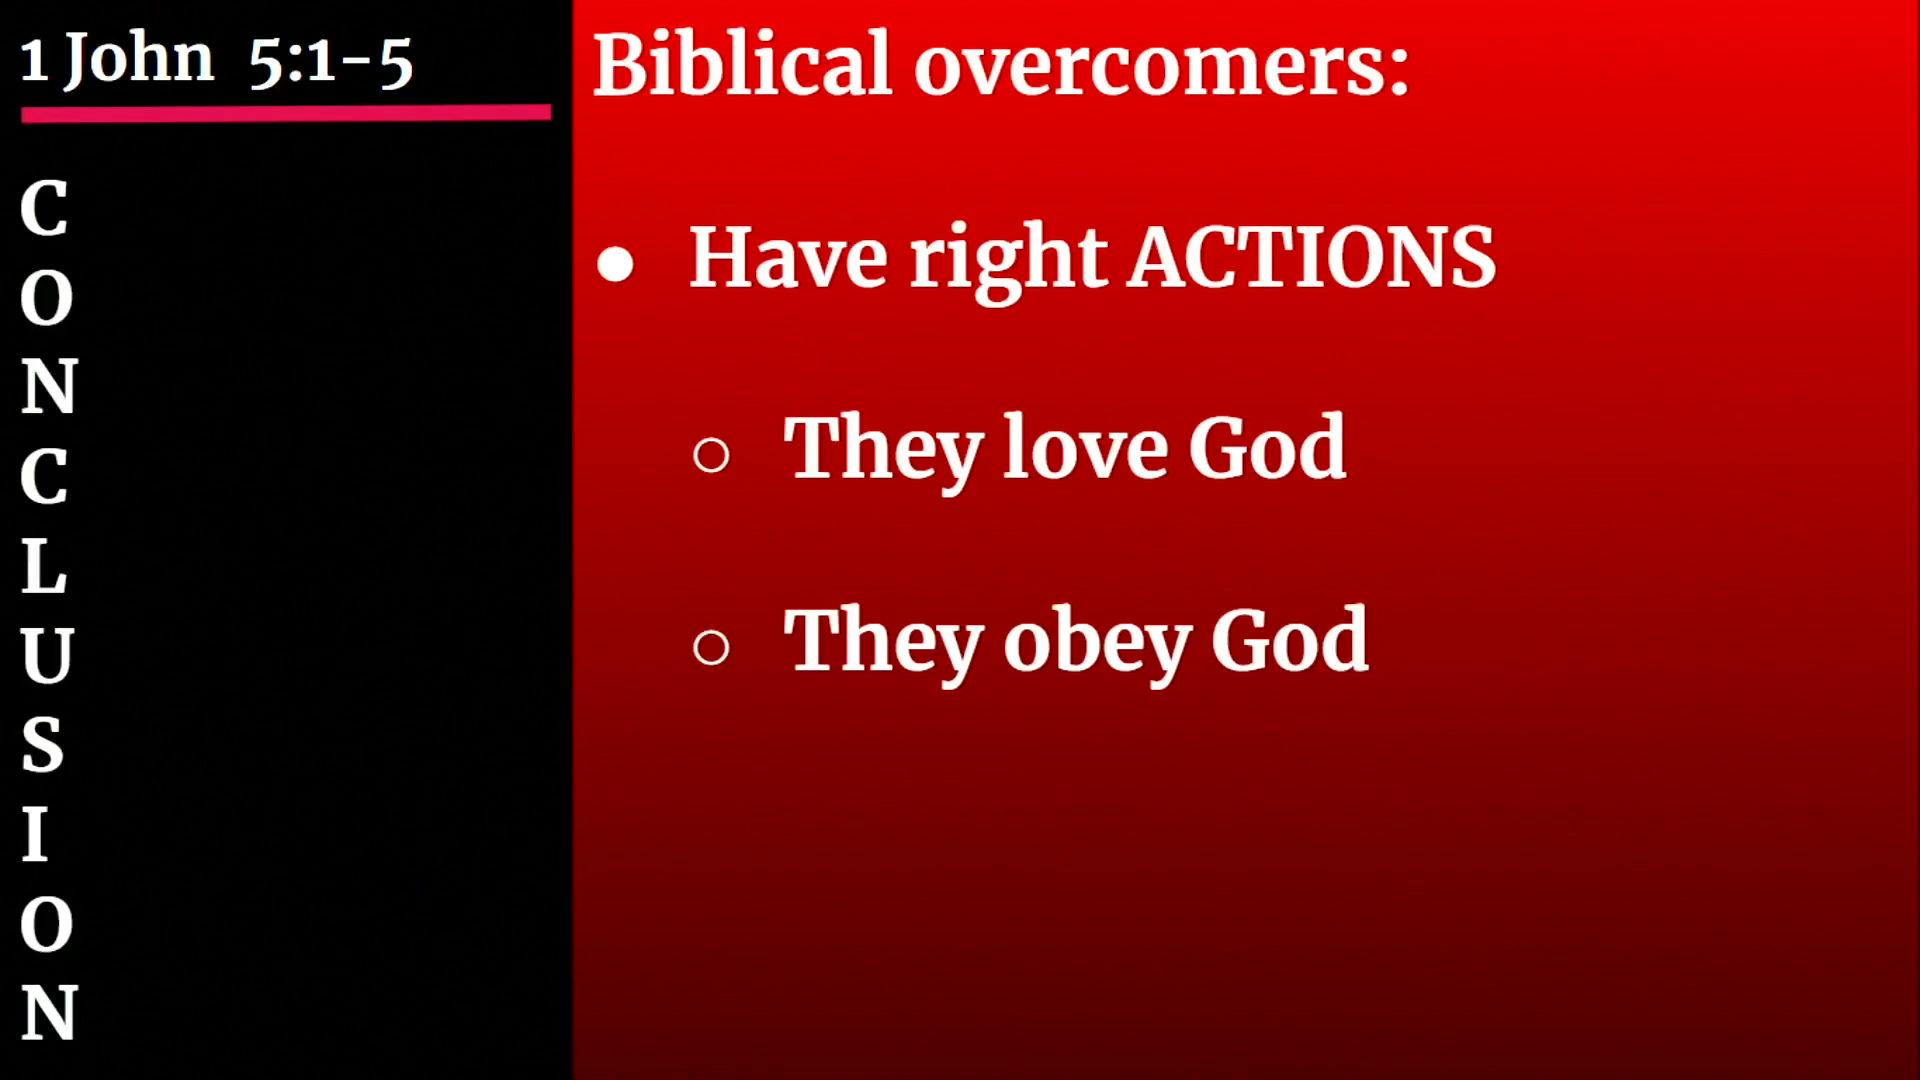 1 John 5:1-5
C
O
N
C
L
U
S
I
O
N
Biblical overcomers:
● Have right ACTIONS
○ They love God
○ They obey God